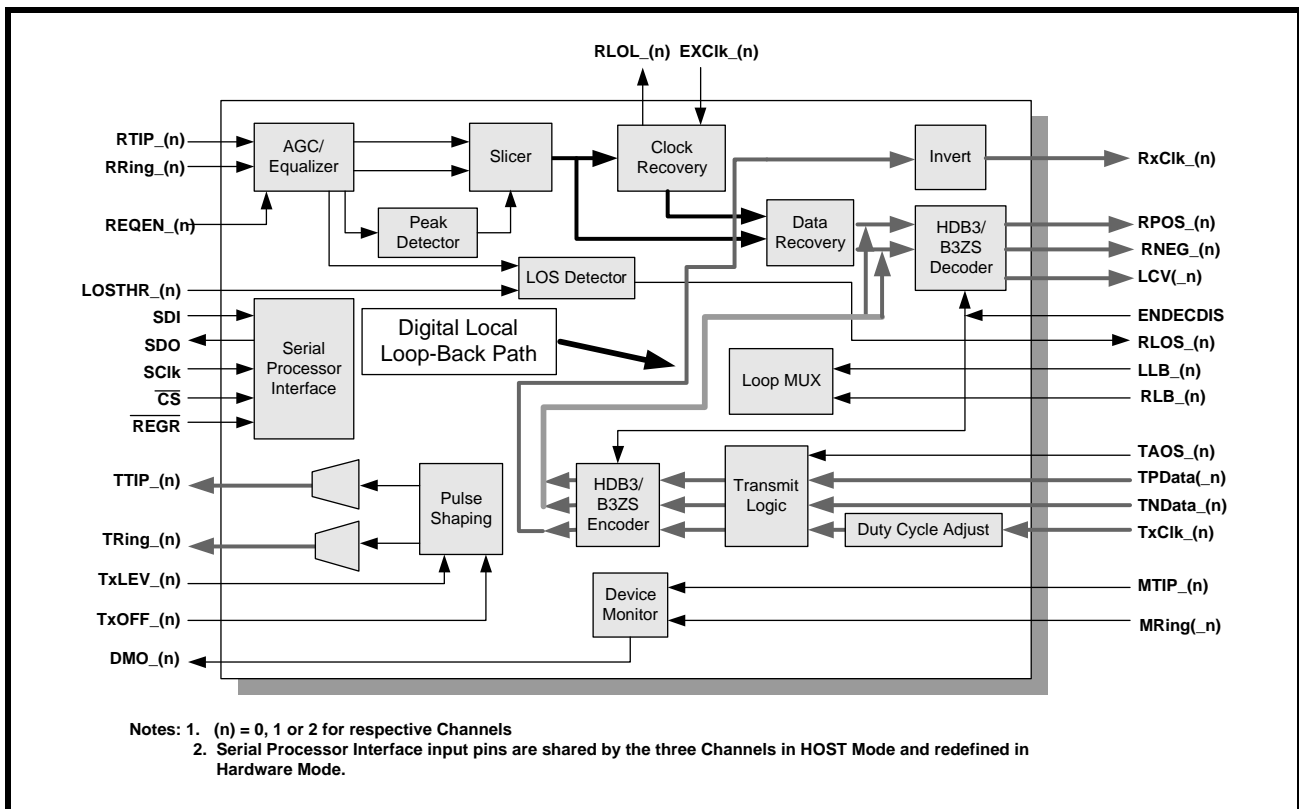 RLOL_(n) EXClk_(n)
RTIP_(n)
RRing_(n)
REQEN_(n)
LOSTHR_(n)
SDI
SDO
SClk
CS
REGR
TTIP_(n)
TRing_(n)
TxLEV_(n)
TxOFF_(n)
DMO_(n)
AGC/
Equalizer
Slicer
Clock
Recovery
Invert
Peak
Detector
Data
Recovery
HDB3/
B3ZS
Decoder
LOS Detector
Serial
Processor
Interface
Digital Local
Loop-Back Path
Loop MUX
Pulse
Shaping
HDB3/
B3ZS
Encoder
Transmit
Logic
Duty Cycle Adjust
Device
Monitor
RxClk_(n)
RPOS_(n)
RNEG_(n)
LCV(_n)
ENDECDIS
RLOS_(n)
LLB_(n)
RLB_(n)
TAOS_(n)
TPData(_n)
TNData_(n)
TxClk_(n)
MTIP_(n)
MRing(_n)
Notes: 1. (n) = 0, 1 or 2 for respective Channels
2. Serial Processor Interface input pins are shared by the three Channels in HOST Mode and redefined in
Hardware Mode.